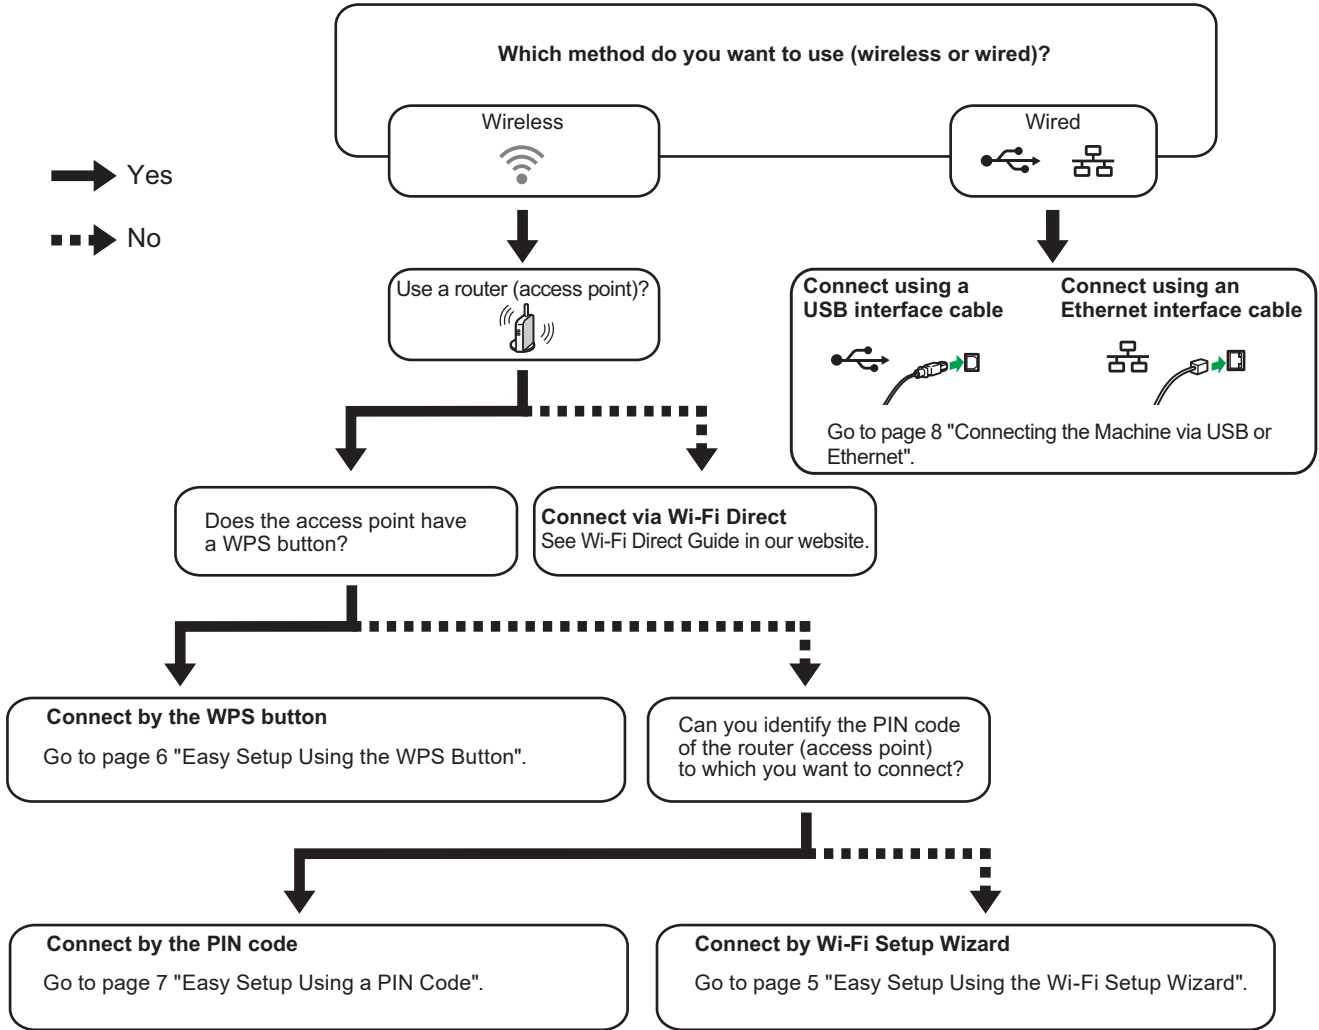 Which method do you want to use (wireless or wired)?
Wireless
Wired
Yes
No
Use a router (access point)?
Connect using a
USB interface cable
Connect using an
Ethernet interface cable
Go to page 8 "Connecting the Machine via USB or
Ethernet".
Does the access point have
a WPS button?
Connect via Wi-Fi Direct
See Wi-Fi Direct Guide in our website.
Connect by the WPS button
Go to page 6 "Easy Setup Using the WPS Button".
Can you identify the PIN code
of the router (access point)
to which you want to connect?
Connect by the PIN code
Go to page 7 "Easy Setup Using a PIN Code".
Connect by Wi-Fi Setup Wizard
Go to page 5 "Easy Setup Using the Wi-Fi Setup Wizard".